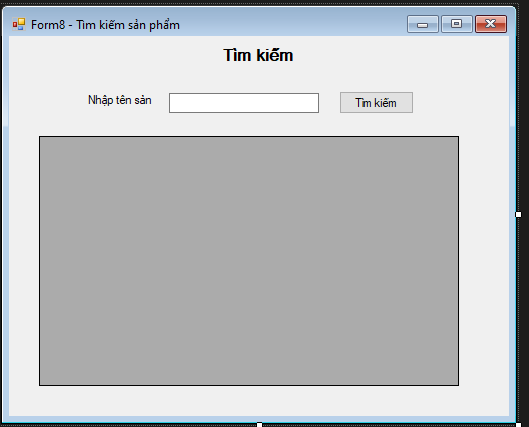 Form8 - Tìm kiếm sản phẩm
Tìm kiếm
Nhập tên sản
Tìm kiếm